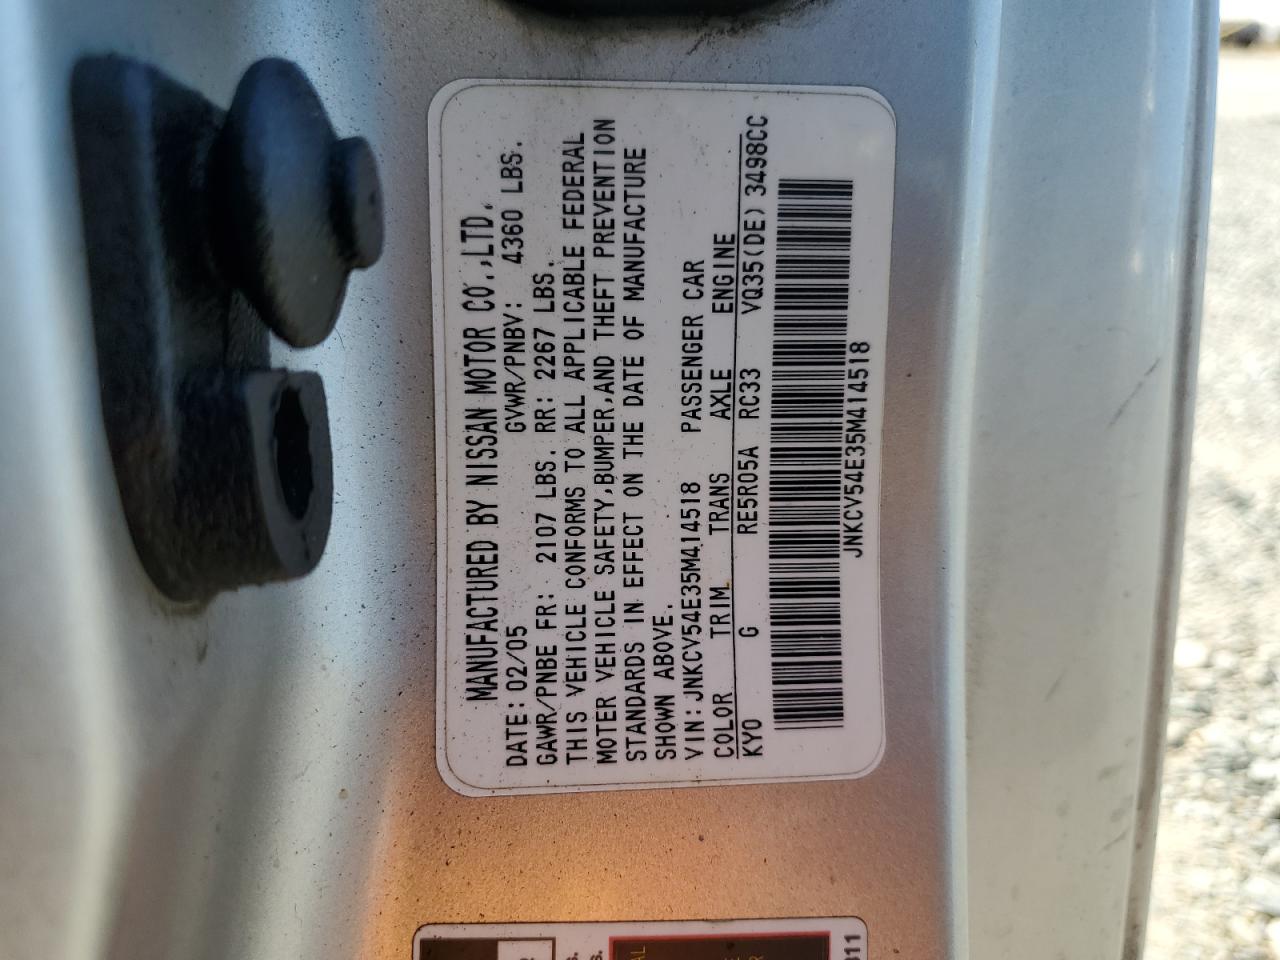 MANUFACTURED BY NISSAN MOTOR CO.,LTD.
DATE: 02/05 GVWR/PNBV: 4360 LBS.
GAWR/PNBE FR: 2107 LBS. RR: 2267 LBS.
THIS VEHICLE CONFORMS TO ALL APPLICABLE FEDERAL
MOTER VEHICLE SAFETY,BUMPER,AND THEFT PREVENTION
STANDARDS IN EFFECT ON THE DATE OF MANUFACTURE
SHOWN ABOVE.
VIN: JNKCV54E35M414518 PASSENGER CAR
COLOR TRIM TRANS AXLE ENGINE
KY0 G RE5R05A RC33 VQ35(DE) 3498CC
JNKCV54E35M414518